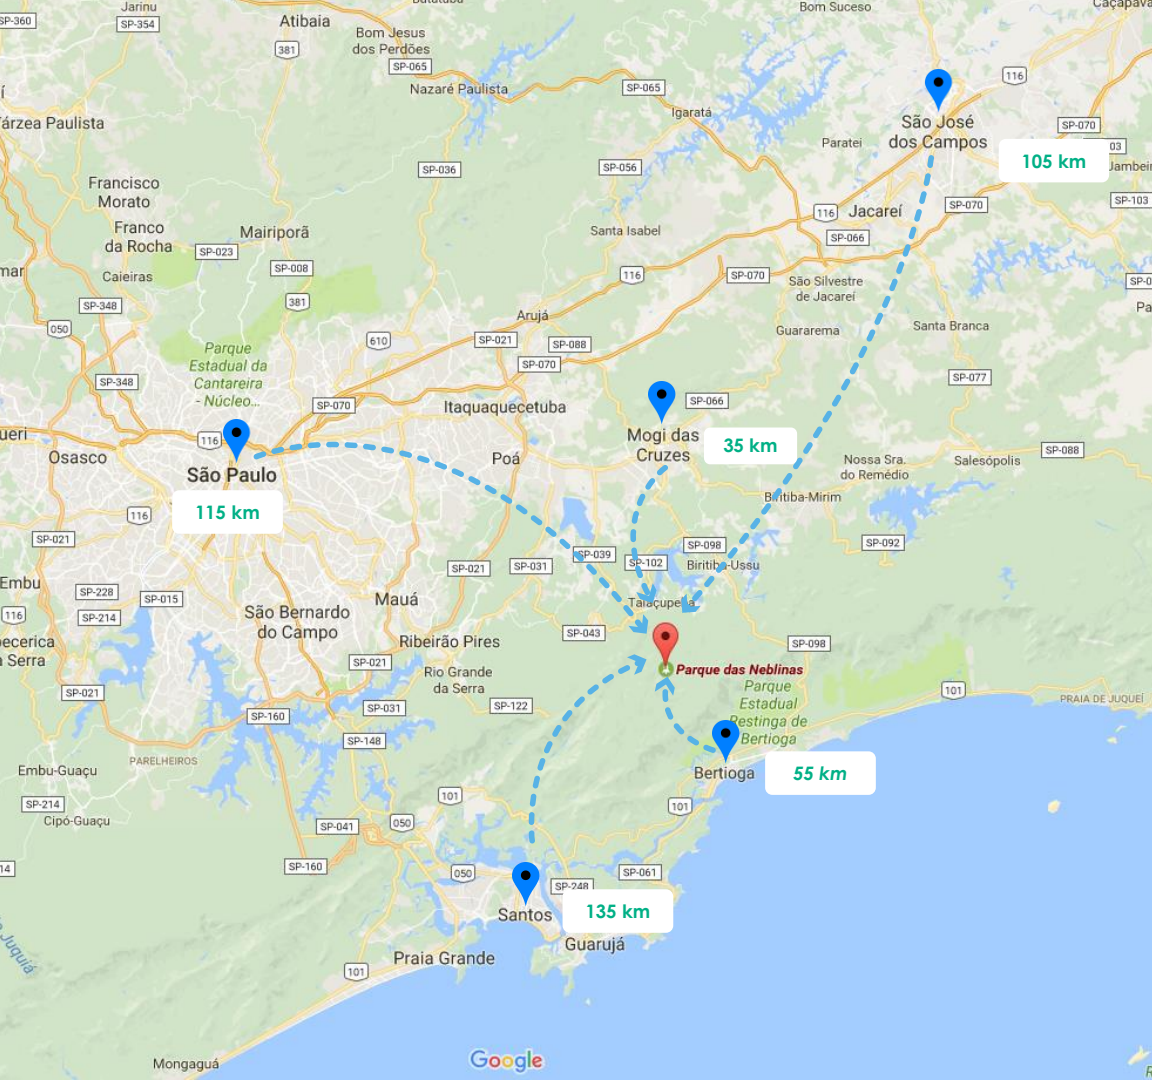 Jarinu
SP-360
SP-354
Atibaia
Bom Suceso
Caçapava
381
Bom Jesus
dos Perdões
SP-065
Nazaré Paulista
SP-065
116
Igaratá
São José
dos Campos
SP-070
Várzea Paulista
Paratei
105 km
Jambeir
SP-036
SP-056
Francisco
Morato
SP-103
Franco
da Rocha
Mairiporã
116
Jacareí
SP-070
SP-066
Santa Isabel
SP-023
SP-008
Caieiras
116
SP-070
São Silvestre
de Jacareí
SP-348
381
050
Arujá
Guararema
Santa Branca
610
SP-021
SP-088
SP-070
Parque
Estadual da
Cantareira
- Núcleo...
SP-348
SP-077
SP-070
Itaquaquecetuba
SP-066
Mogi das
Cruzes
35 km
116
Osasco
São Paulo
Poá
Nossa Sra.
do Remédio
Salesópolis
SP-088
Biritiba-Mirim
115 km
116
SP-021
SP-092
SP-039
SP-098
SP-021
SP-031
SP-102
Biritiba-Ussu
Embu
SP-228
SP-015
Mauá
116
SP-214
São Bernardo
do Campo
SP-043
SP-098
Ribeirão Pires
SP-021
Rio Grande
da Serra
Parque das Neblinas
Parque
Estadual
Restinga de
Bertioga
101
PRAIA DE JUQUEÍ
SP-021
SP-160
SP-031
SP-122
SP-148
PARELHEIROS
Embu-Guaçu
Bertioga
55 km
SP-214
Cipó-Guaçu
101
101
SP-041
050
SP-160
050
SP-061
SP-248
Santos
135 km
Guarujá
Praia Grande
101
Mongaguá
Google